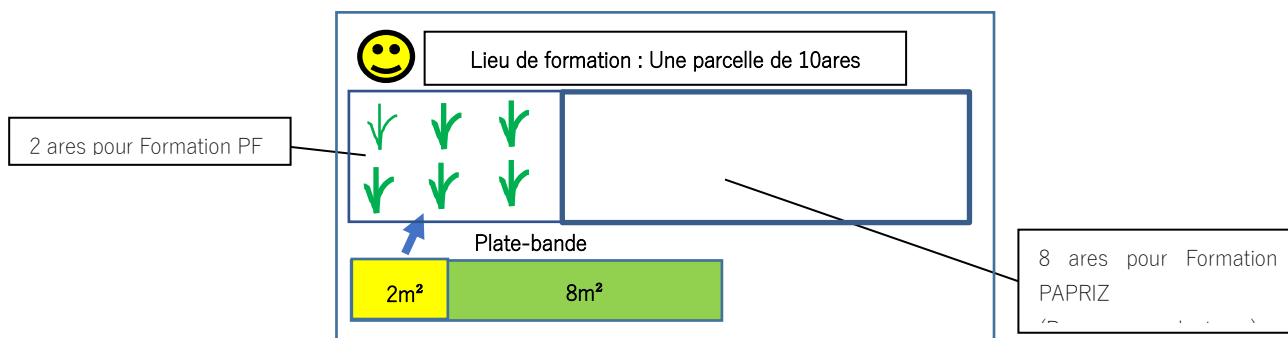 Lieu de formation : Une parcelle de 10ares
2 ares pour Formation PF
Plate-bande
2m²
8m²
8 ares pour Formation
PAPRIZ